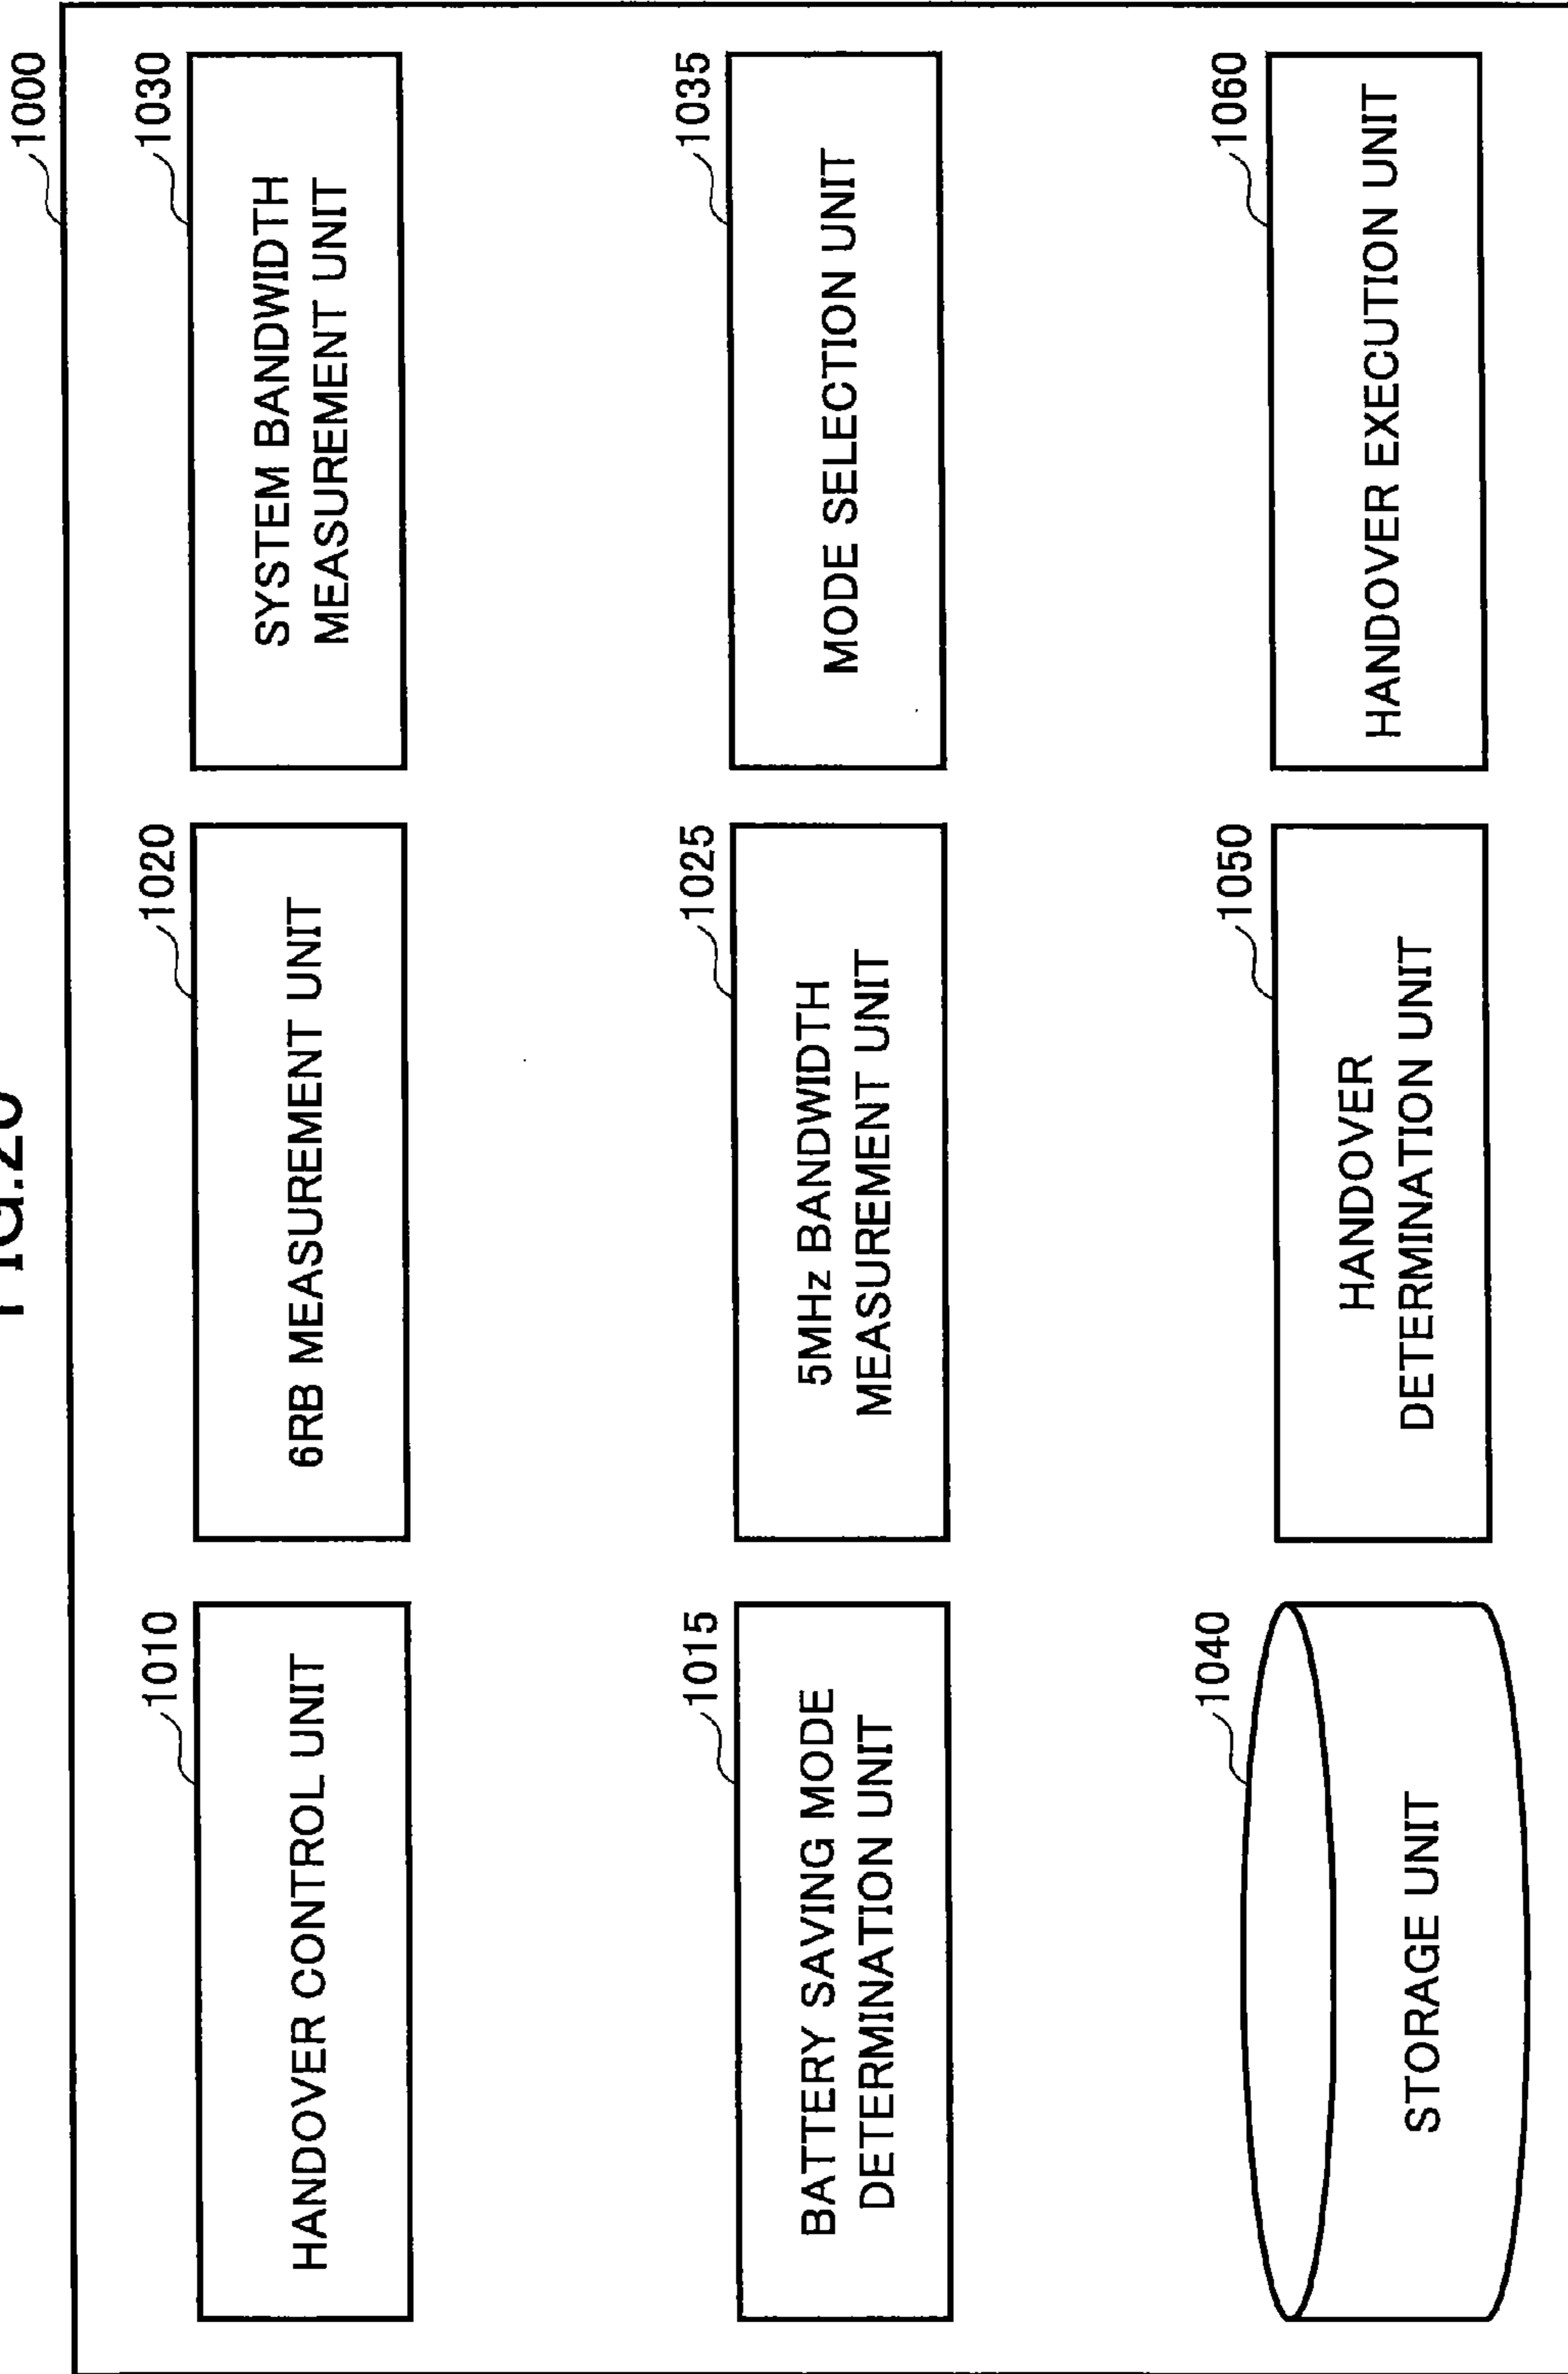 1000
1010
HANDOVER CONTROL UNIT
1020
6RB MEASUREMENT UNIT
1030
SYSTEM BANDWIDTH
MEASUREMENT UNIT
1015
BATTERY SAVING MODE
DETERMINATION UNIT
1025
5MHz BANDWIDTH
MEASUREMENT UNIT
1035
MODE SELECTION UNIT
1040
STORAGE UNIT
1050
HANDOVER
DETERMINATION UNIT
1060
HANDOVER EXECUTION UNIT